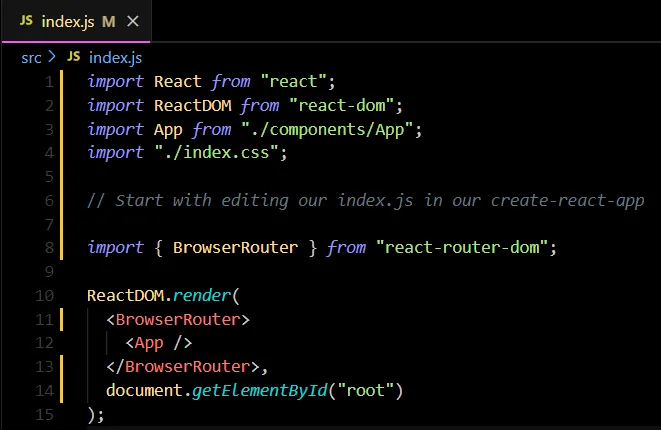 JS index.js M ×
src > JS index.js
1 import React from "react";
2 import ReactDOM from "react-dom";
3 import App from "./components/App";
4 import "./index.css";
5
6 // Start with editing our index.js in our create-react-app
7
8 import { BrowserRouter } from "react-router-dom";
9
10 ReactDOM.render(
11   <BrowserRouter>
12     <App />
13   </BrowserRouter>,
14   document.getElementById("root")
15 );